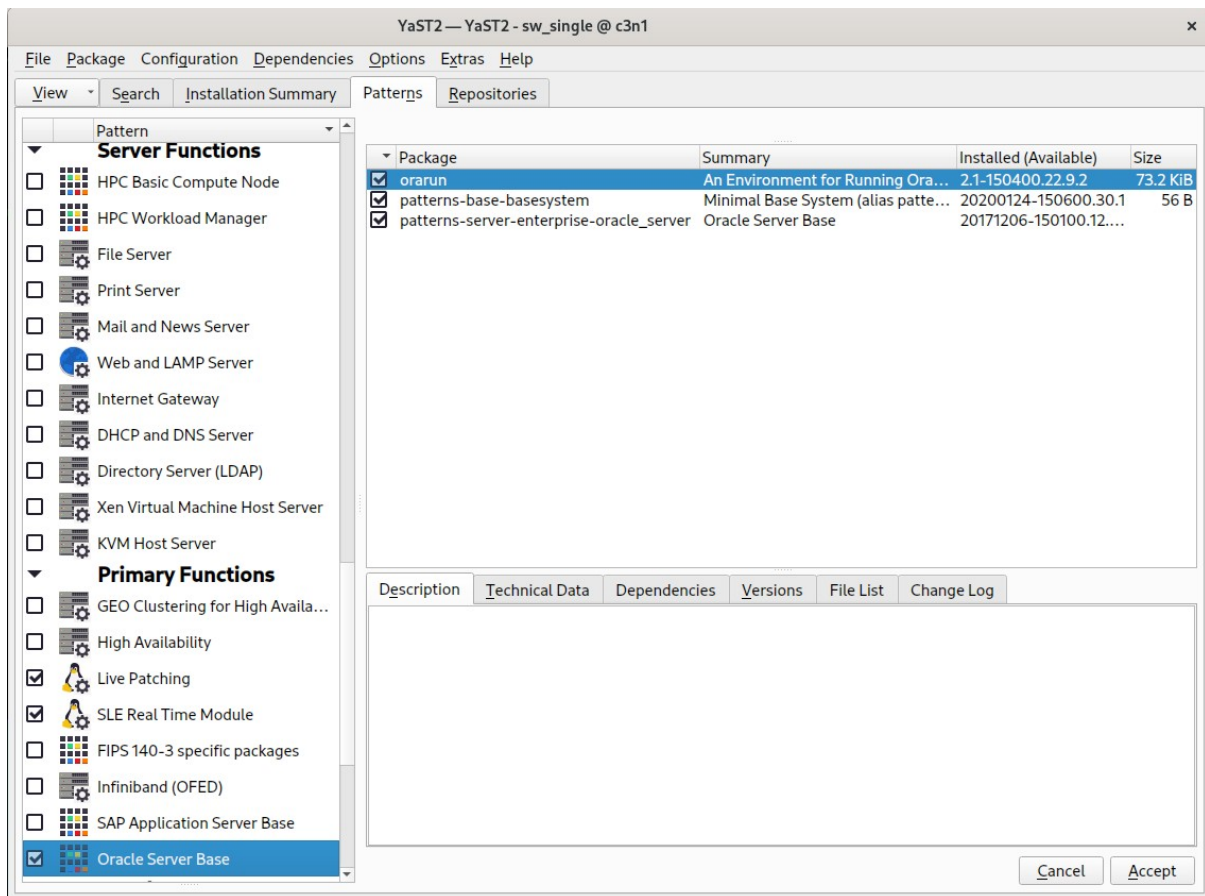 YaST2 — YaST2 - sw_single @ c3n1 ×
File Package Configuration Dependencies Options Extras Help
View Search Installation Summary Patterns Repositories
Pattern
Server Functions
HPC Basic Compute Node
HPC Workload Manager
File Server
Print Server
Mail and News Server
Web and LAMP Server
Internet Gateway
DHCP and DNS Server
Directory Server (LDAP)
Xen Virtual Machine Host Server
KVM Host Server
Primary Functions
GEO Clustering for High Availa...
High Availability
Live Patching
SLE Real Time Module
FIPS 140-3 specific packages
Infiniband (OFED)
SAP Application Server Base
Oracle Server Base
Package Summary Installed (Available) Size
orarun An Environment for Running Ora... 2.1-150400.22.9.2 73.2 KiB
patterns-base-basesystem Minimal Base System (alias patte... 20200124-150600.30.1 56 B
patterns-server-enterprise-oracle_server Oracle Server Base 20171206-150100.12....
Description Technical Data Dependencies Versions File List Change Log
Cancel Accept